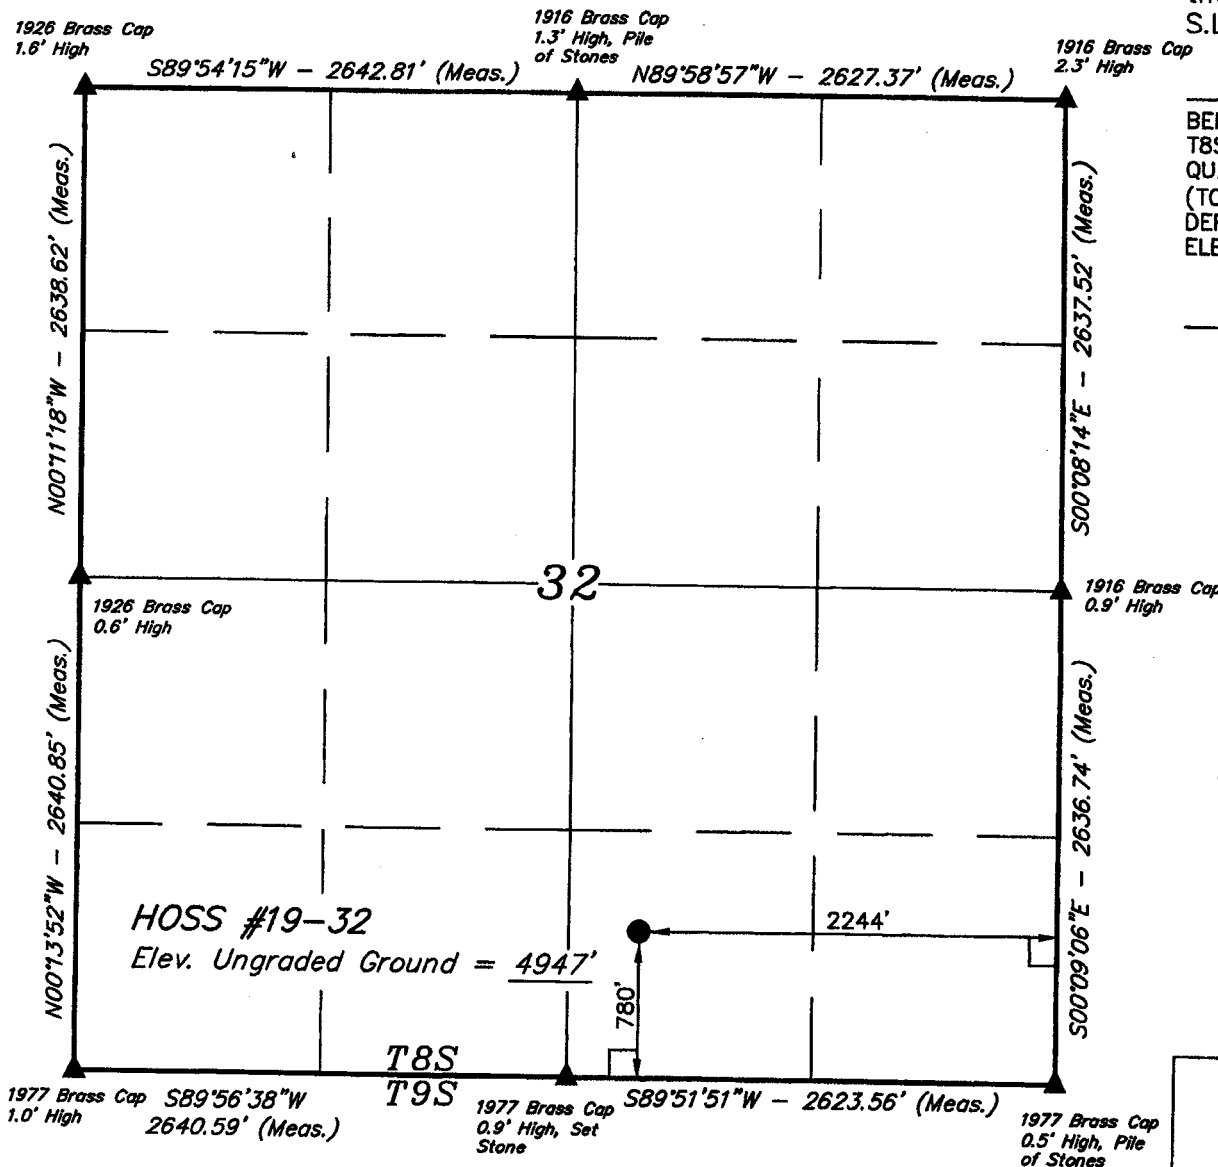 1926 Brass Cap
1.6' High
1916 Brass Cap
1.3' High, Pile
of Stones
1916 Brass Cap
2.3' High
S.L
S89°54'15"W - 2642.81' (Meas.)
N89°58'57"W - 2627.37' (Meas.)
BE
T8S
QU
(TO
DE
ELE
N00°11'18"W - 2638.62' (Meas.)
S00°08'14"E - 2637.52' (Meas.)
32
1926 Brass Cap
0.6' High
1916 Brass Cap
0.9' High
N00°13'52"W - 2640.85' (Meas.)
S00°09'06"E - 2636.74' (Meas.)
HOSS #19-32
Elev. Ungraded Ground = 4947'
2244'
780'
T8S
T9S
1977 Brass Cap
1.0' High
S89°56'38"W
2640.59' (Meas.)
1977 Brass Cap
0.9' High, Set
Stone
S89°51'51"W - 2623.56' (Meas.)
1977 Brass Cap
0.5' High, Pile
of Stones